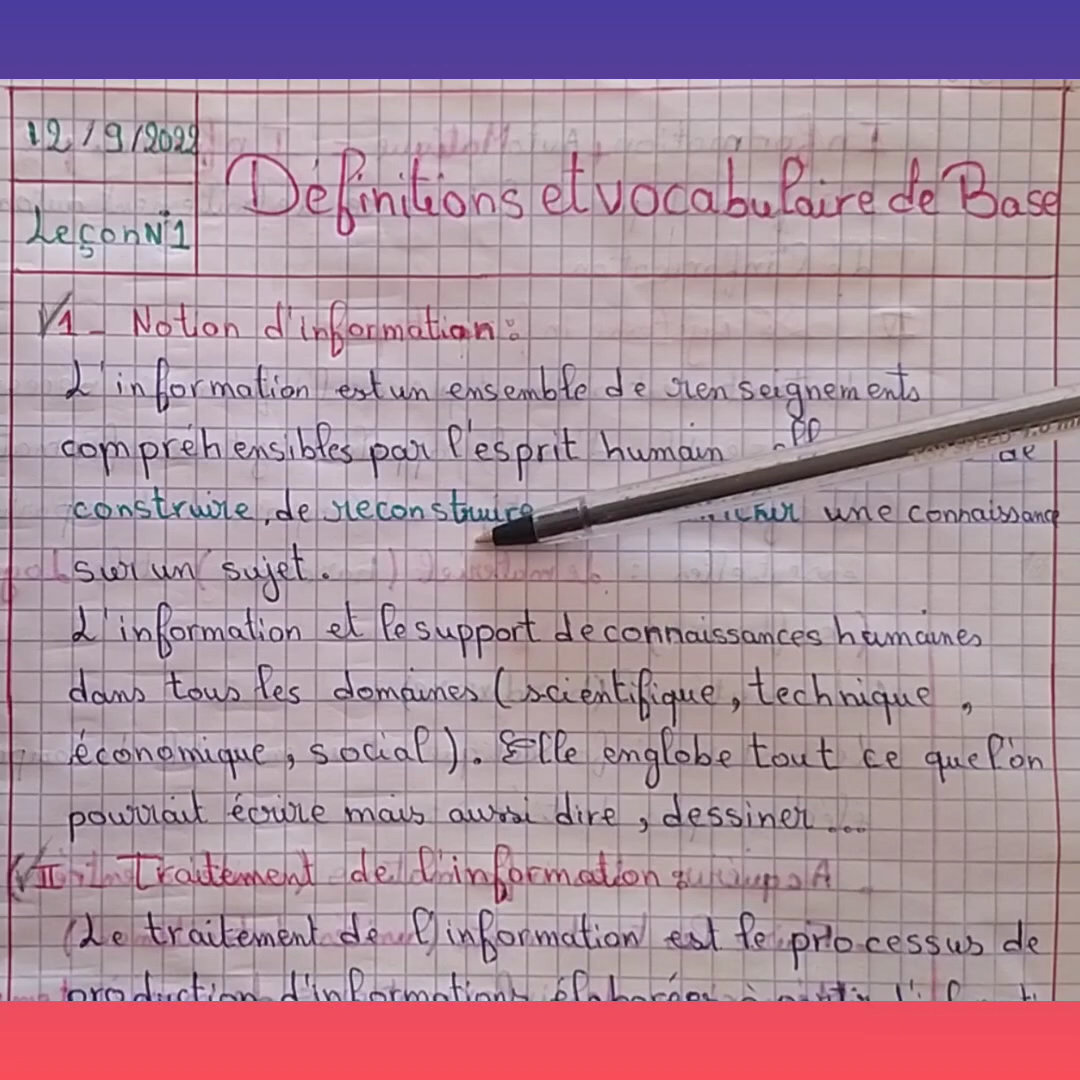 12/9/2022
Définitions et vocabulaire de Base
Leçon N°1
1- Notion d'information:
L'information est un ensemble de renseignements
compréhensibles par l'esprit humain
construire, de reconstruire une connaissance
sur un sujet.
L'information et le support de connaissances humaines
dans tous les domaines (scientifique, technique,
économique, social). Elle englobe tout ce que l'on
pourrait écrire mais aussi dire, dessiner...
II- Traitement de l'information:
Le traitement de l'information est le processus de
production d'informations élaborées à